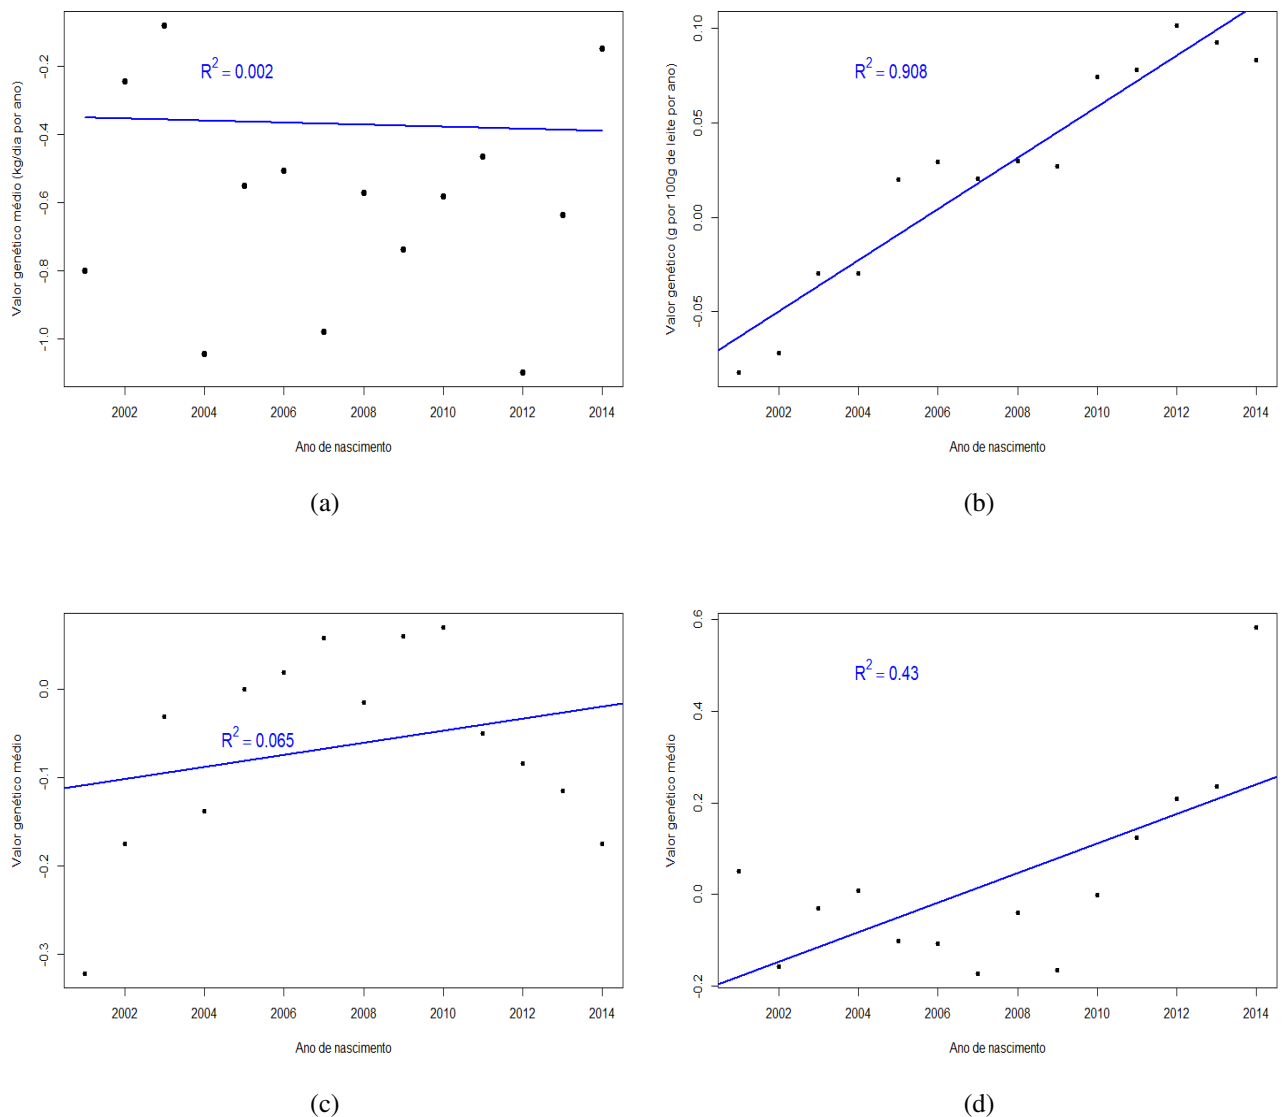 Valor genético médio (kg/dia por ano)
-0.2
-0.4
-0.6
-0.8
-1.0
R2 = 0.002
2002 2004 2006 2008 2010 2012 2014
Ano de nascimento
(a)
Valor genético (g por 100g de leite por ano)
0.10
0.05
0.00
-0.05
R2 = 0.908
2002 2004 2006 2008 2010 2012 2014
Ano de nascimento
(b)
Valor genético médio
0.0
-0.1
-0.2
-0.3
R2 = 0.065
2002 2004 2006 2008 2010 2012 2014
Ano de nascimento
(c)
Valor genético médio
0.6
0.4
0.2
0.0
-0.2
R2 = 0.43
2002 2004 2006 2008 2010 2012 2014
Ano de nascimento
(d)